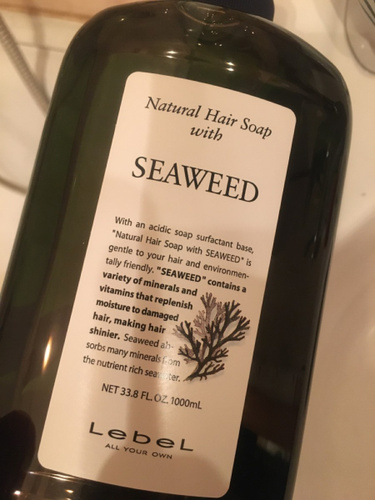 Natural Hair Soap
with
SEAWEED
With an acidic soap surfactant base,
"Natural Hair Soap with SEAWEED" is
gentle to your hair and environmen-
tally friendly. "SEAWEED" contains a
variety of minerals and
vitamins that replenish
moisture to damaged
hair, making hair
shinier. Seaweed ab-
sorbs many minerals from
the nutrient rich sea water.
NET 33.8 FL. OZ. 1000mL
LebeL
ALL YOUR OWN